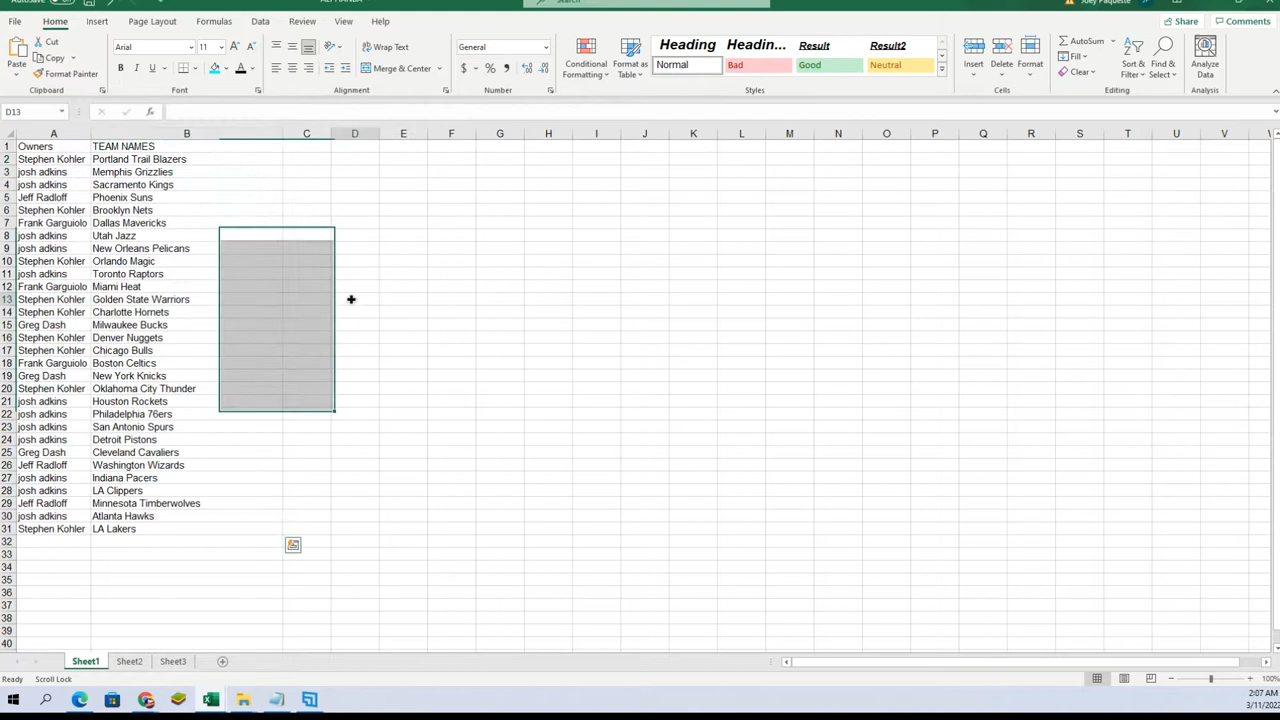 AutoSave
Search
Joey Paquette
File Home Insert Page Layout Formulas Data Review View Help Share Comments
Paste Cut Copy Format Painter Clipboard
Arial 11 Font
Wrap Text Merge & Center Alignment
General Number
Conditional Formatting Format as Table
Heading Headin... Result Result2
Normal Bad Good Neutral
Styles
Insert Delete Format Cells
AutoSum Fill Clear Sort & Filter Find & Select Editing
Analyze Data Analysis
D13
A B C D E F G H I J K L M N O P Q R S T U V
1 Owners TEAM NAMES
2 Stephen Kohler Portland Trail Blazers
3 josh adkins Memphis Grizzlies
4 josh adkins Sacramento Kings
5 Jeff Radloff Phoenix Suns
6 Stephen Kohler Brooklyn Nets
7 Frank Garguiolo Dallas Mavericks
8 josh adkins Utah Jazz
9 josh adkins New Orleans Pelicans
10 Stephen Kohler Orlando Magic
11 josh adkins Toronto Raptors
12 Frank Garguiolo Miami Heat
13 Stephen Kohler Golden State Warriors
14 Stephen Kohler Charlotte Hornets
15 Greg Dash Milwaukee Bucks
16 Stephen Kohler Denver Nuggets
17 Stephen Kohler Chicago Bulls
18 Frank Garguiolo Boston Celtics
19 Greg Dash New York Knicks
20 Stephen Kohler Oklahoma City Thunder
21 josh adkins Houston Rockets
22 josh adkins Philadelphia 76ers
23 josh adkins San Antonio Spurs
24 josh adkins Detroit Pistons
25 Greg Dash Cleveland Cavaliers
26 Jeff Radloff Washington Wizards
27 josh adkins Indiana Pacers
28 josh adkins LA Clippers
29 Jeff Radloff Minnesota Timberwolves
30 josh adkins Atlanta Hawks
31 Stephen Kohler LA Lakers
32
33
34
35
36
37
38
39
40
Sheet1 Sheet2 Sheet3
Ready Scroll Lock 100%
2:07 AM